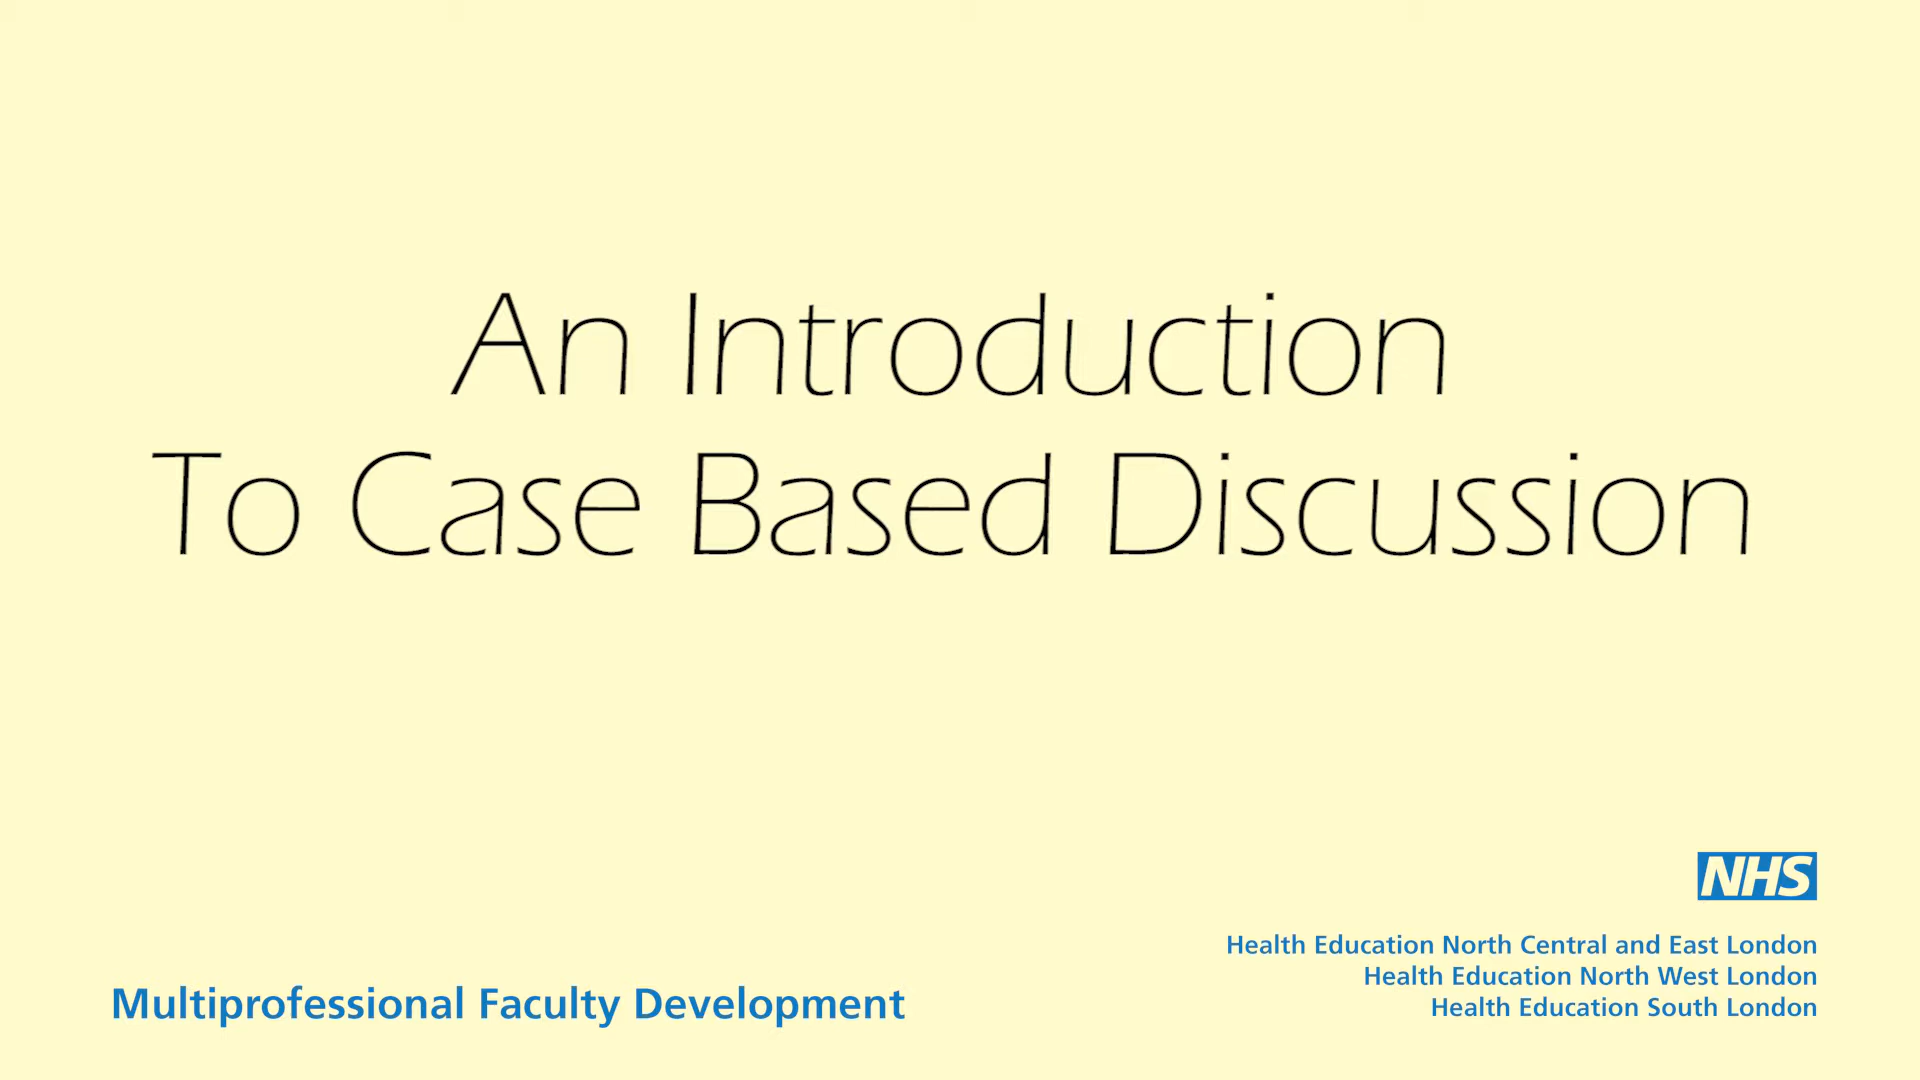 An Introduction
To Case Based Discussion
NHS
Health Education North Central and East London
Health Education North West London
Health Education South London
Multiprofessional Faculty Development